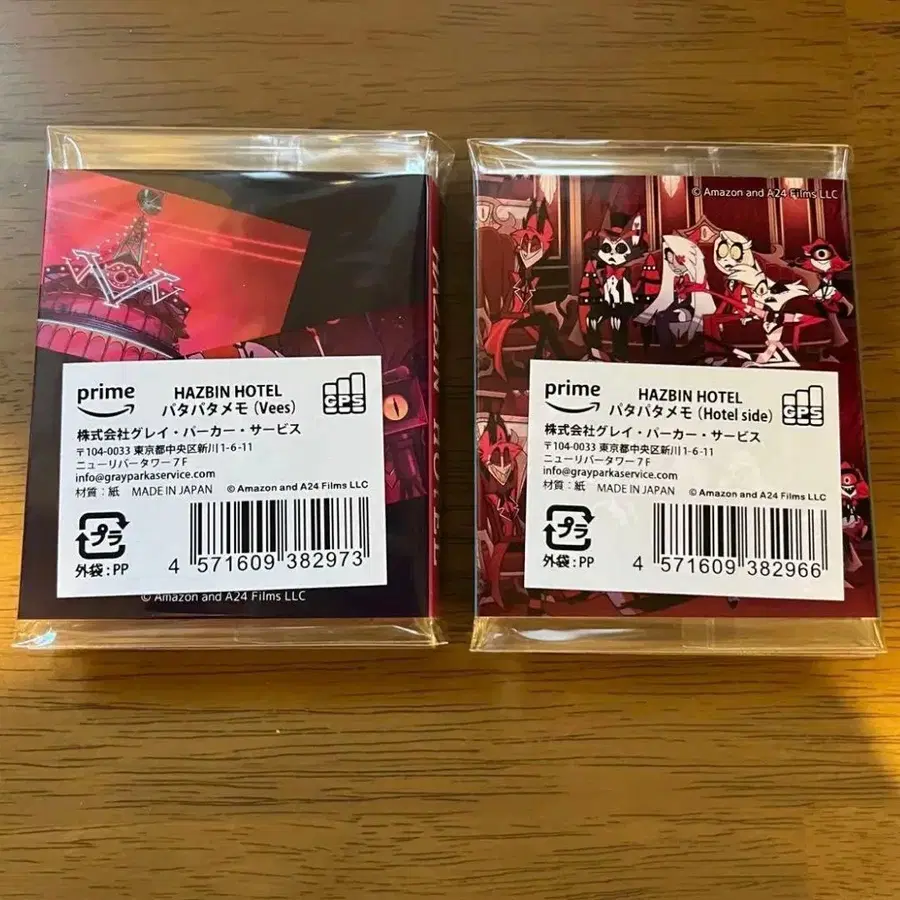 prime
HAZBIN HOTEL
パタパタメモ（Vees）
GPS
株式会社グレイ・パーカー・サービス
〒104-0033 東京都中央区新川1-6-11
ニューリバータワー７F
info@grayparkaservice.com
材質：紙 MADE IN JAPAN © Amazon and A24 Films LLC
プラ
外袋：PP
4 571609 382973
© Amazon and A24 Films LLC
© Amazon and A24 Films LLC
prime
HAZBIN HOTEL
パタパタメモ（Hotel side）
GPS
株式会社グレイ・パーカー・サービス
〒104-0033 東京都中央区新川1-6-11
ニューリバータワー７F
info@grayparkaservice.com
材質：紙 MADE IN JAPAN © Amazon and A24 Films LLC
プラ
外袋：PP
4 571609 382966